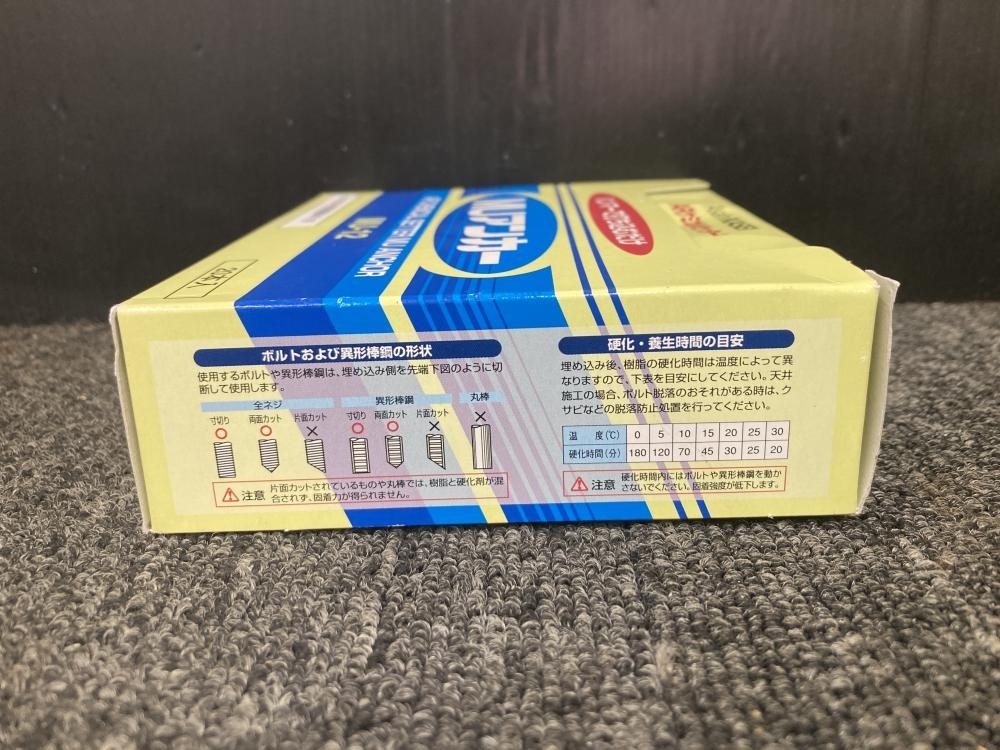 20本入
MU-12
MUアンカー
ボルトおよび異形棒鋼の形状
使用するボルトや異形棒鋼は、埋め込み側を先端下図のように切
断して使用します。
全ネジ 異形棒鋼 丸棒
寸切り 両面カット 片面カット 寸切り 両面カット 片面カット
○ ○ × ○ ○ × ×
注意 片面カットされているものや丸棒では、樹脂と硬化剤が混
合されず、固着力が得られません。
硬化・養生時間の目安
埋め込み後、樹脂の硬化時間は温度によって異
なりますので、下表を目安にしてください。天井
施工の場合、ボルト脱落のおそれがある時は、ク
サビなどの脱落防止処置を行ってください。
温 度(℃) 0 5 10 15 20 25 30
硬化時間(分) 180 120 70 45 30 25 20
注意 硬化時間内にはボルトや異形棒鋼を動か
さないでください。固着強度が低下します。